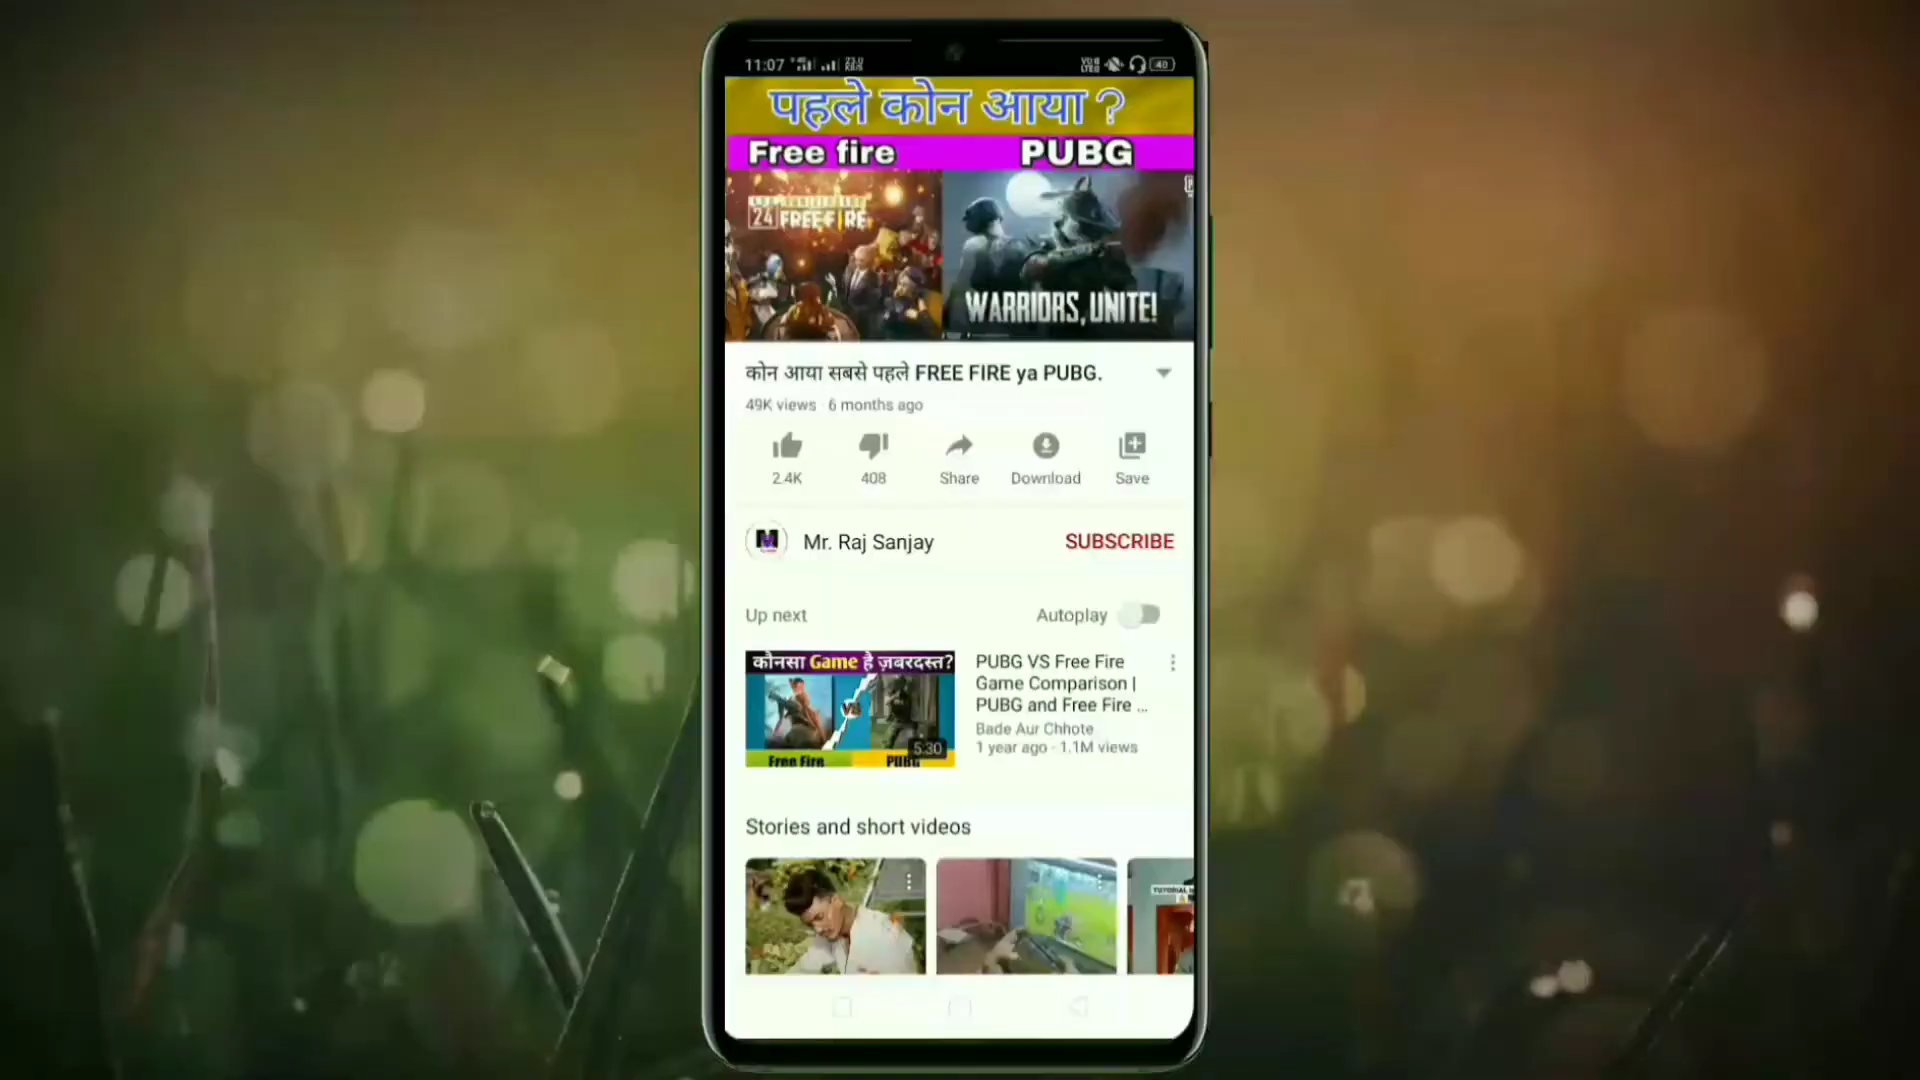 11:07
पहले कोन आया ?
Free fire
PUBG
24 FREE FIRE
WARRIORS, UNITE!
कोन आया सबसे पहले FREE FIRE ya PUBG.
49K views · 6 months ago
2.4K
408
Share
Download
Save
Mr. Raj Sanjay
SUBSCRIBE
Up next
Autoplay
कौनसा Game है ज़बरदस्त?
VS
5:30
Free Fire
PUBG
PUBG VS Free Fire
Game Comparison |
PUBG and Free Fire ...
Bade Aur Chhote
1 year ago · 1.1M views
Stories and short videos
TUTORIAL